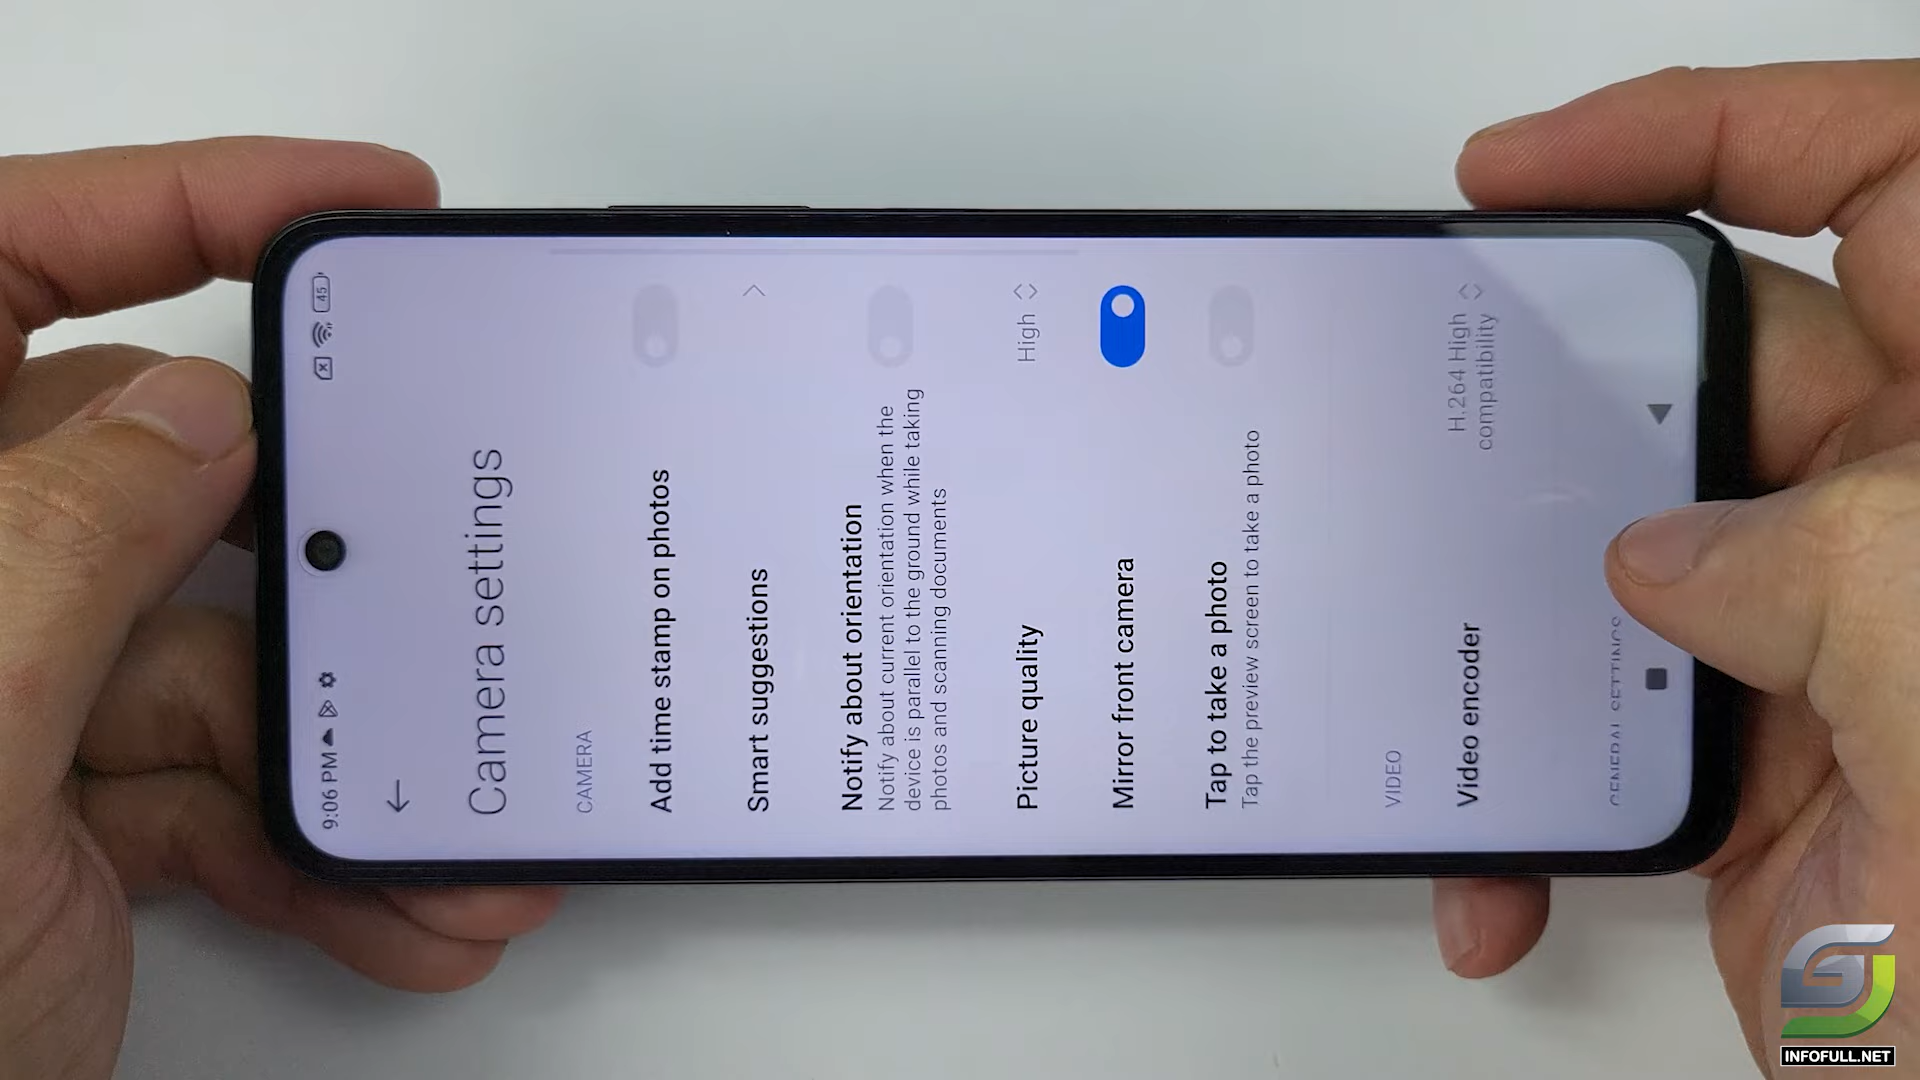 9:06 PM
45
Camera settings
CAMERA
Add time stamp on photos
Smart suggestions
Notify about orientation
Notify about current orientation when the
device is parallel to the ground while taking
photos and scanning documents
Picture quality
High
Mirror front camera
Tap to take a photo
Tap the preview screen to take a photo
VIDEO
Video encoder
H.264 High
compatibility
GENERAL SETTINGS
INFOFULL.NET